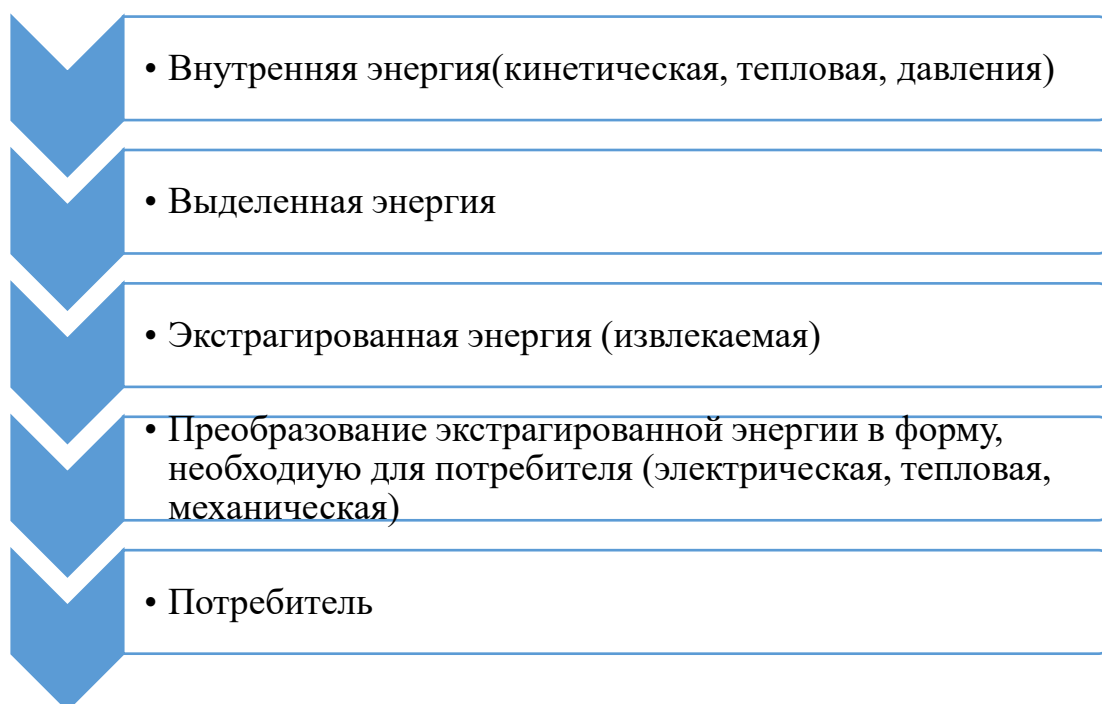 • Внутренняя энергия(кинетическая, тепловая, давления)
• Выделенная энергия
• Экстрагированная энергия (извлекаемая)
• Преобразование экстрагированной энергии в форму,
необходиую для потребителя (электрическая, тепловая,
механическая)
• Потребитель